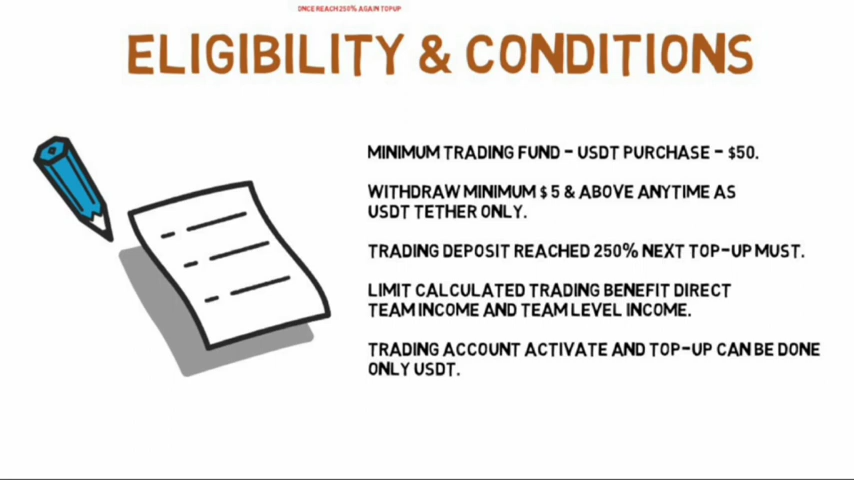 ONCE REACH 250% AGAIN TOPUP
ELIGIBILITY & CONDITIONS
MINIMUM TRADING FUND - USDT PURCHASE - $50.
WITHDRAW MINIMUM $ 5 & ABOVE ANYTIME AS
USDT TETHER ONLY.
TRADING DEPOSIT REACHED 250% NEXT TOP-UP MUST.
LIMIT CALCULATED TRADING BENEFIT DIRECT
TEAM INCOME AND TEAM LEVEL INCOME.
TRADING ACCOUNT ACTIVATE AND TOP-UP CAN BE DONE
ONLY USDT.